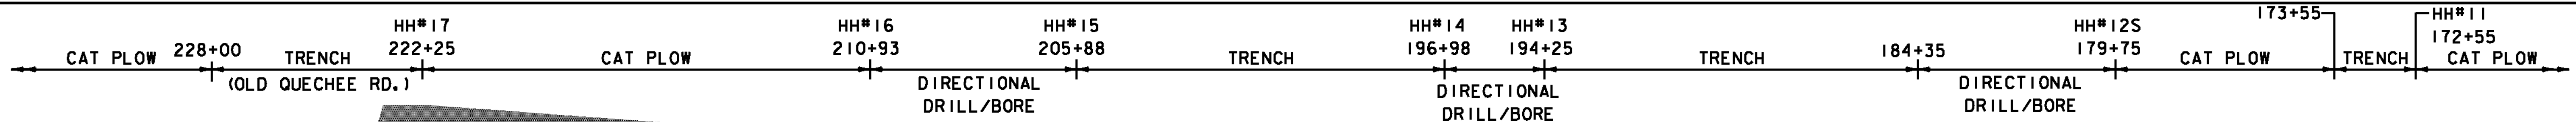 CAT PLOW
228+00
TRENCH
(OLD QUECHEE RD.)
HH#17
222+25
CAT PLOW
HH#16
210+93
DIRECTIONAL
DRILL/BORE
HH#15
205+88
TRENCH
HH#14
196+98
DIRECTIONAL
DRILL/BORE
HH#13
194+25
TRENCH
184+35
DIRECTIONAL
DRILL/BORE
HH#12S
179+75
CAT PLOW
173+55
TRENCH
HH#11
172+55
CAT PLOW